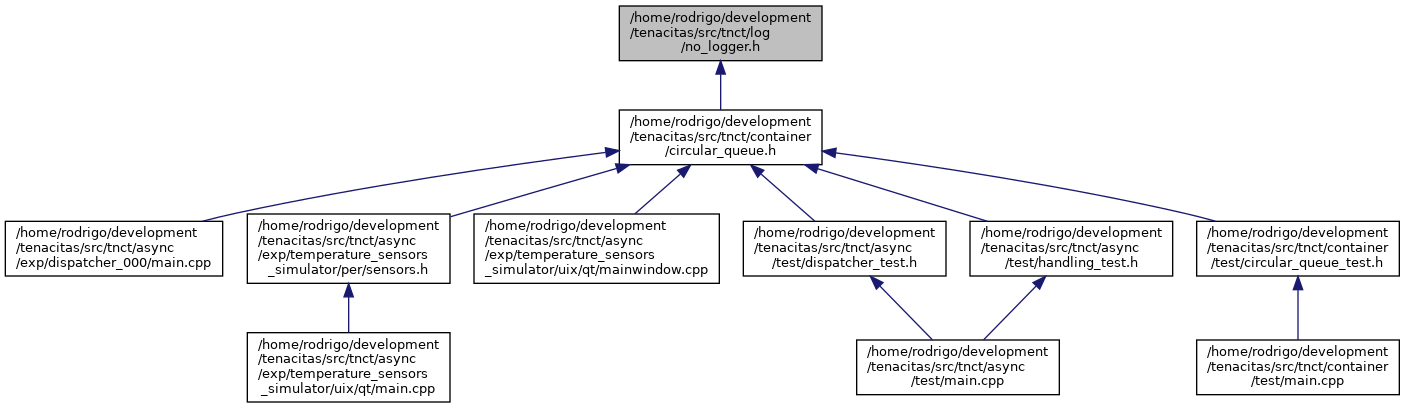 /home/rodrigo/development
/tenacitas/src/tnct/log
/no_logger.h
/home/rodrigo/development
/tenacitas/src/tnct/container
/circular_queue.h
/home/rodrigo/development
/tenacitas/src/tnct/async
/exp/dispatcher_000/main.cpp
/home/rodrigo/development
/tenacitas/src/tnct/async
/exp/temperature_sensors
_simulator/per/sensors.h
/home/rodrigo/development
/tenacitas/src/tnct/async
/exp/temperature_sensors
_simulator/uix/qt/mainwindow.cpp
/home/rodrigo/development
/tenacitas/src/tnct/async
/test/dispatcher_test.h
/home/rodrigo/development
/tenacitas/src/tnct/async
/test/handling_test.h
/home/rodrigo/development
/tenacitas/src/tnct/container
/test/circular_queue_test.h
/home/rodrigo/development
/tenacitas/src/tnct/async
/exp/temperature_sensors
_simulator/uix/qt/main.cpp
/home/rodrigo/development
/tenacitas/src/tnct/async
/test/main.cpp
/home/rodrigo/development
/tenacitas/src/tnct/container
/test/main.cpp